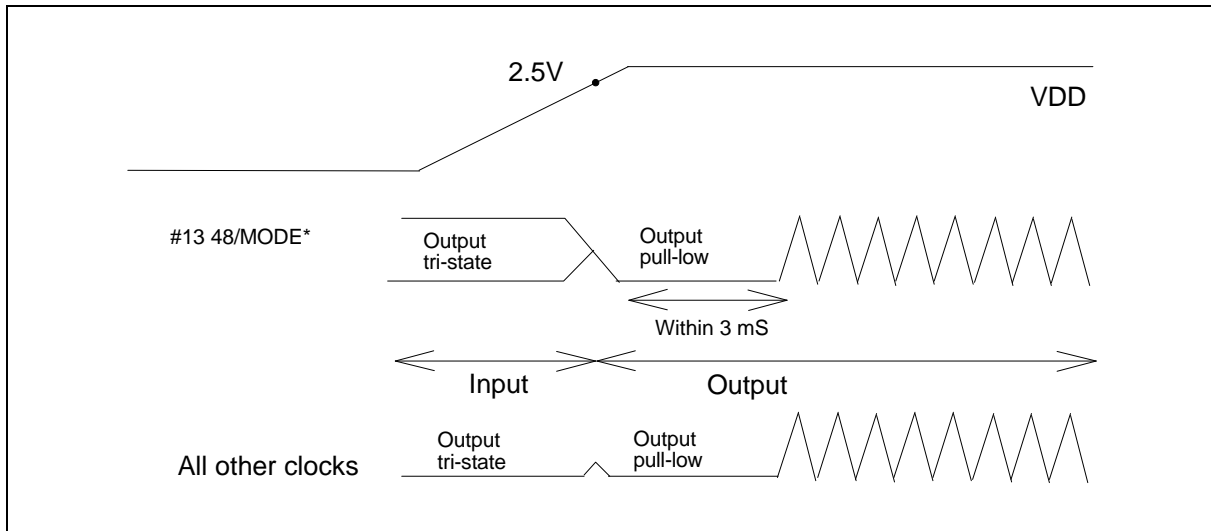 2.5V
VDD
#13 48/MODE*
Output
tri-state
Output
pull-low
Within 3 mS
Input
Output
All other clocks
Output
tri-state
Output
pull-low